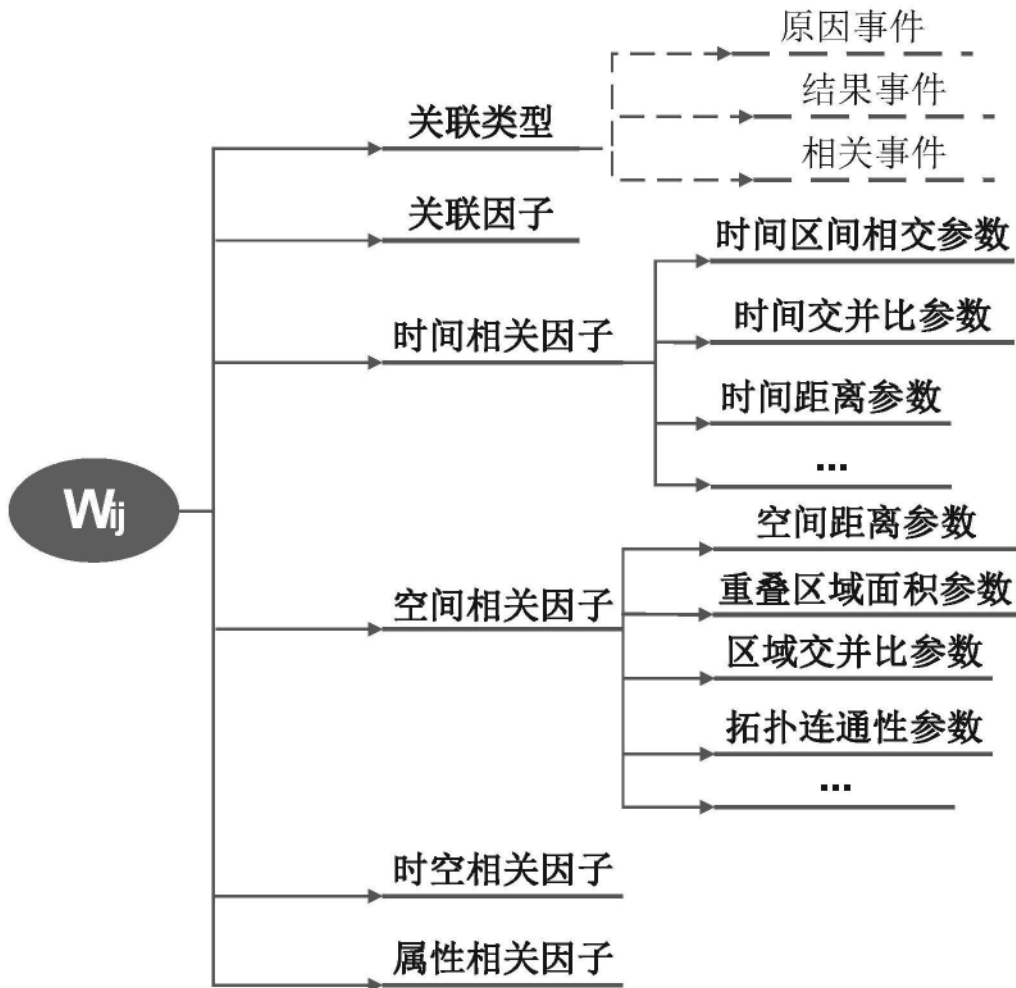 原因事件
结果事件
关联类型
相关事件
关联因子
时间区间相交参数
时间交并比参数
时间相关因子
时间距离参数
...
Wij
空间距离参数
重叠区域面积参数
空间相关因子
区域交并比参数
拓扑连通性参数
...
时空相关因子
属性相关因子